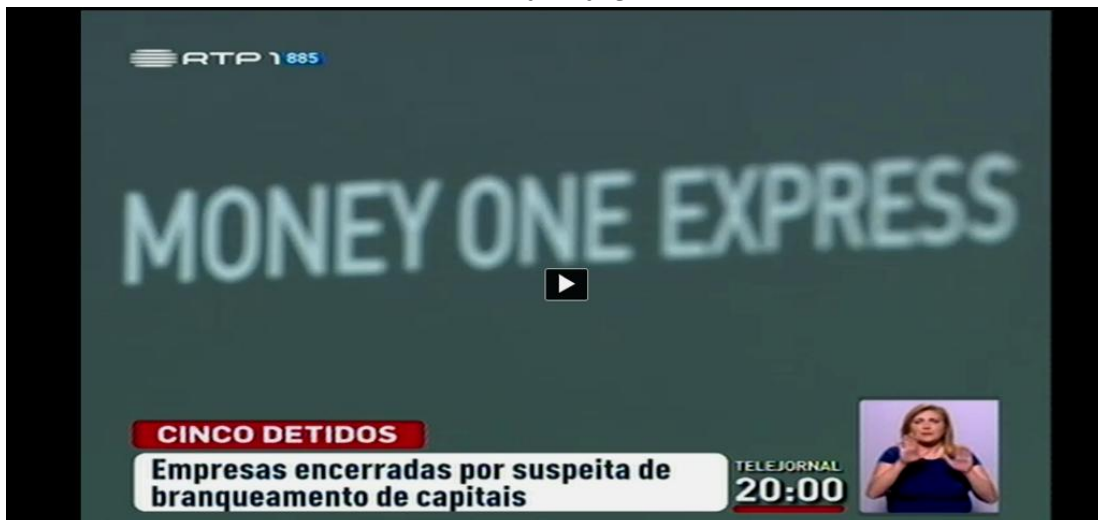 RTP 1 885
MONEY ONE EXPRESS
CINCO DETIDOS
Empresas encerradas por suspeita de
branqueamento de capitais
TELEJORNAL
20:00